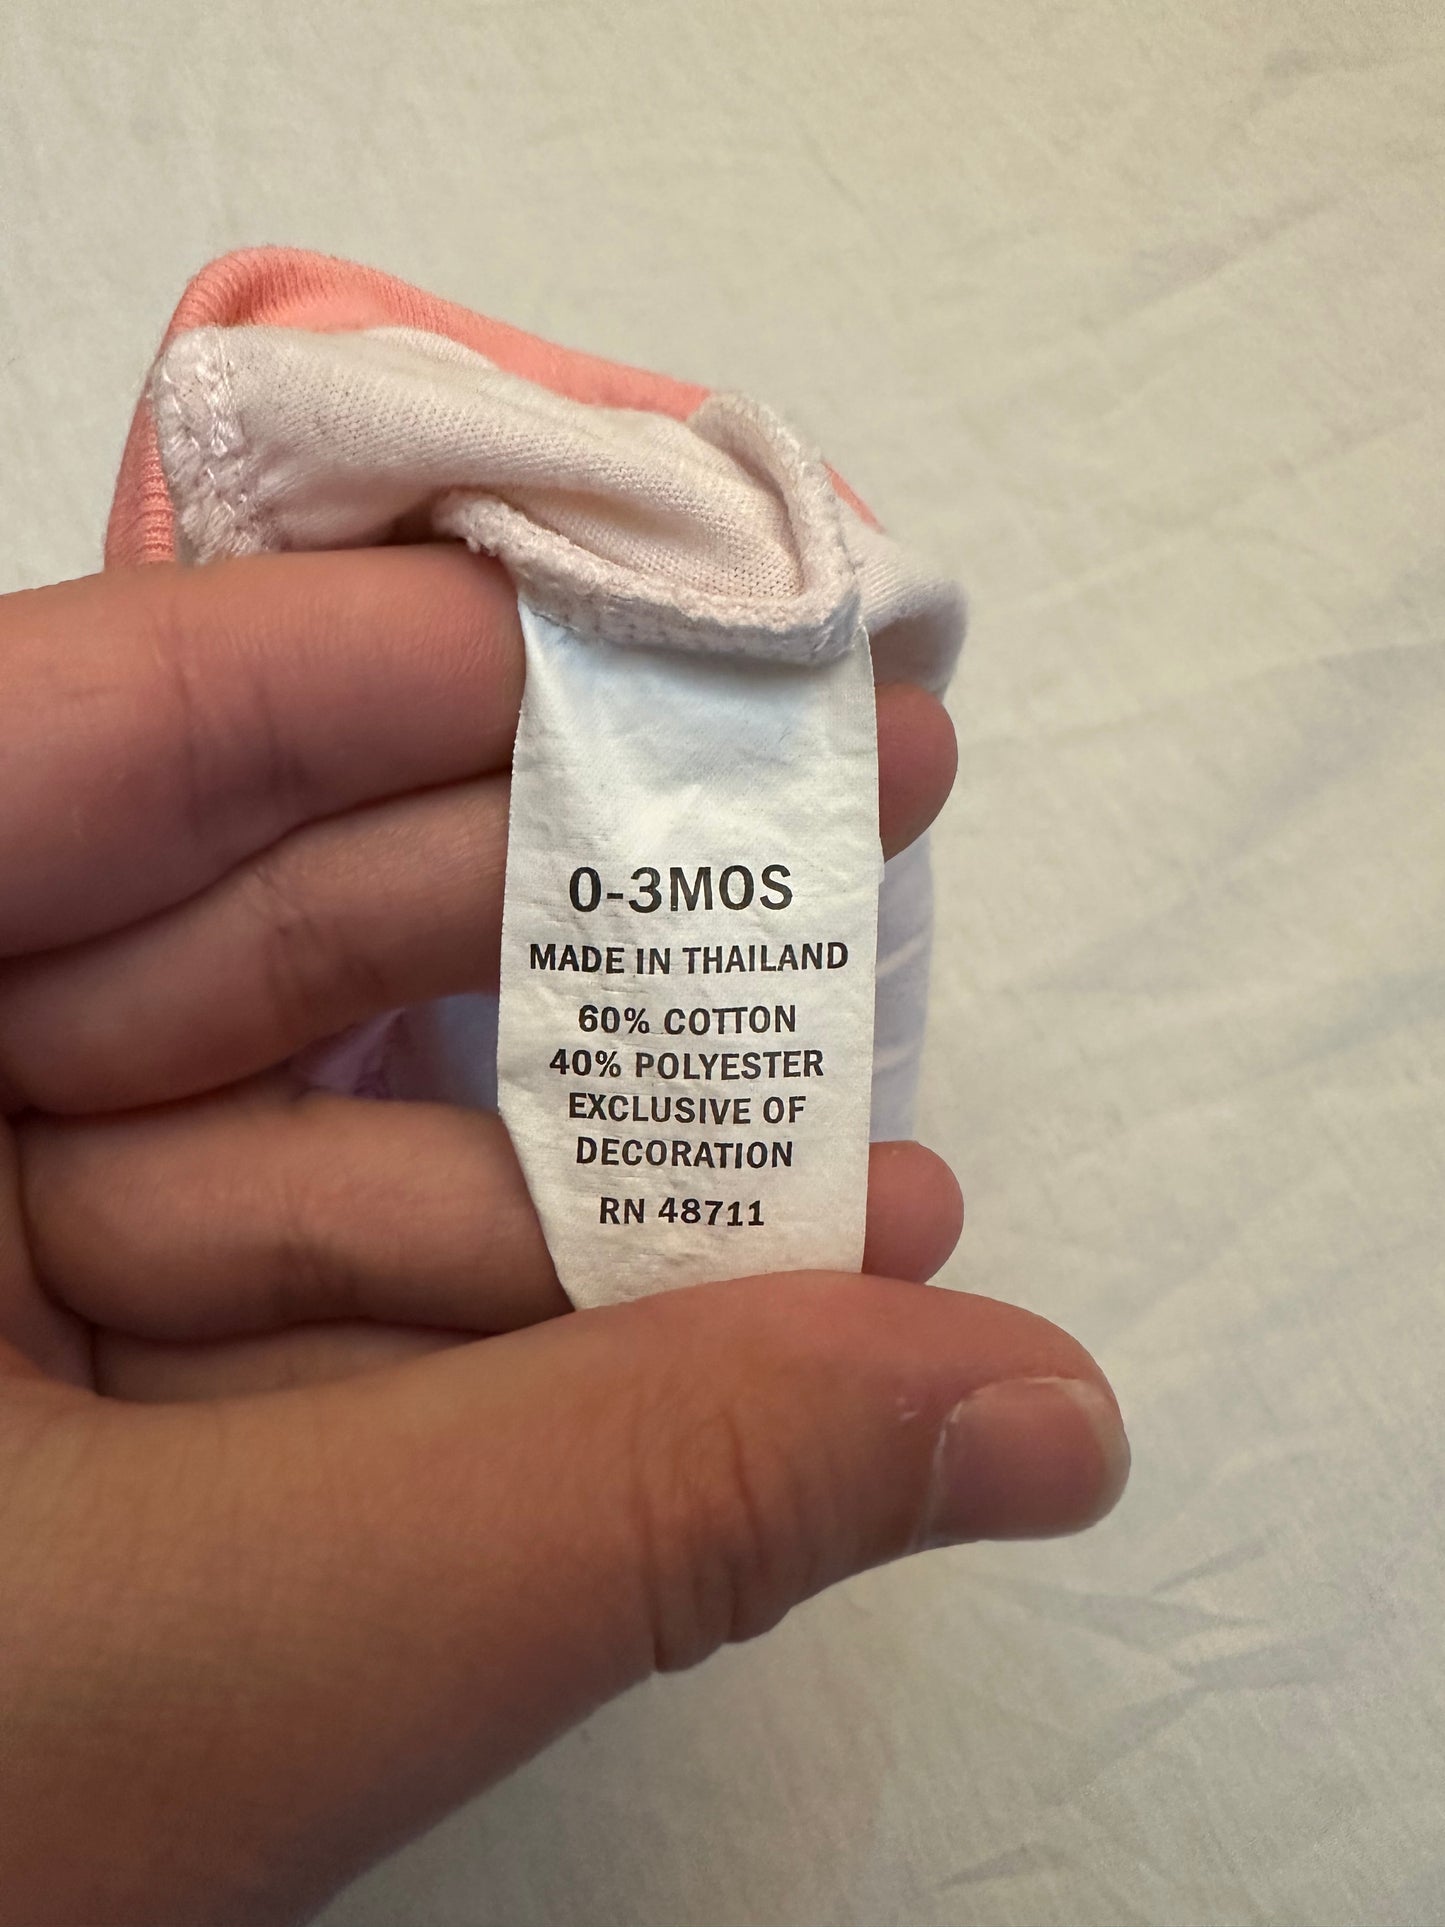 0-3MOS
MADE IN THAILAND
60% COTTON
40% POLYESTER
EXCLUSIVE OF
DECORATION
RN 48711